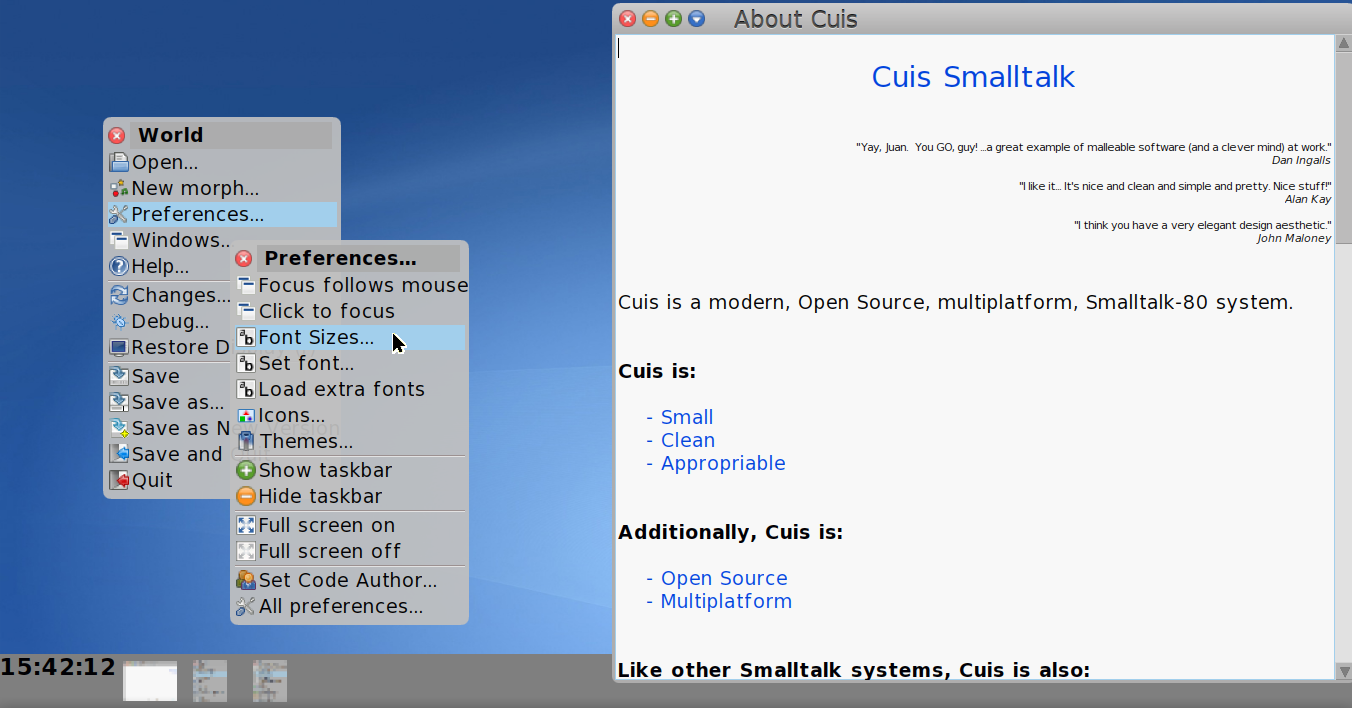 World
Open...
New morph...
Preferences...
Windows..
Help...
Changes...
Debug...
Restore D
Save
Save as...
Save as New version
Save and
Quit
Preferences...
Focus follows mouse
Click to focus
Font Sizes...
Set font...
Load extra fonts
Icons...
Themes...
Show taskbar
Hide taskbar
Full screen on
Full screen off
Set Code Author...
All preferences...
15:42:12
About Cuis
Cuis Smalltalk
"Yay, Juan.  You GO, guy! ...a great example of malleable software (and a clever mind) at work."
Dan Ingalls
"I like it... It's nice and clean and simple and pretty. Nice stuff!"
Alan Kay
"I think you have a very elegant design aesthetic."
John Maloney
Cuis is a modern, Open Source, multiplatform, Smalltalk-80 system.
Cuis is:
- Small
- Clean
- Appropriable
Additionally, Cuis is:
- Open Source
- Multiplatform
Like other Smalltalk systems, Cuis is also: